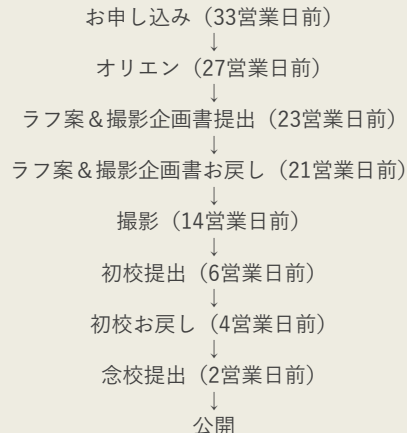 お申し込み（33営業日前）
↓
オリエン（27営業日前）
↓
ラフ案＆撮影企画書提出（23営業日前）
↓
ラフ案＆撮影企画書お戻し（21営業日前）
↓
撮影（14営業日前）
↓
初校提出（6営業日前）
↓
初校お戻し（4営業日前）
↓
念校提出（2営業日前）
↓
公開